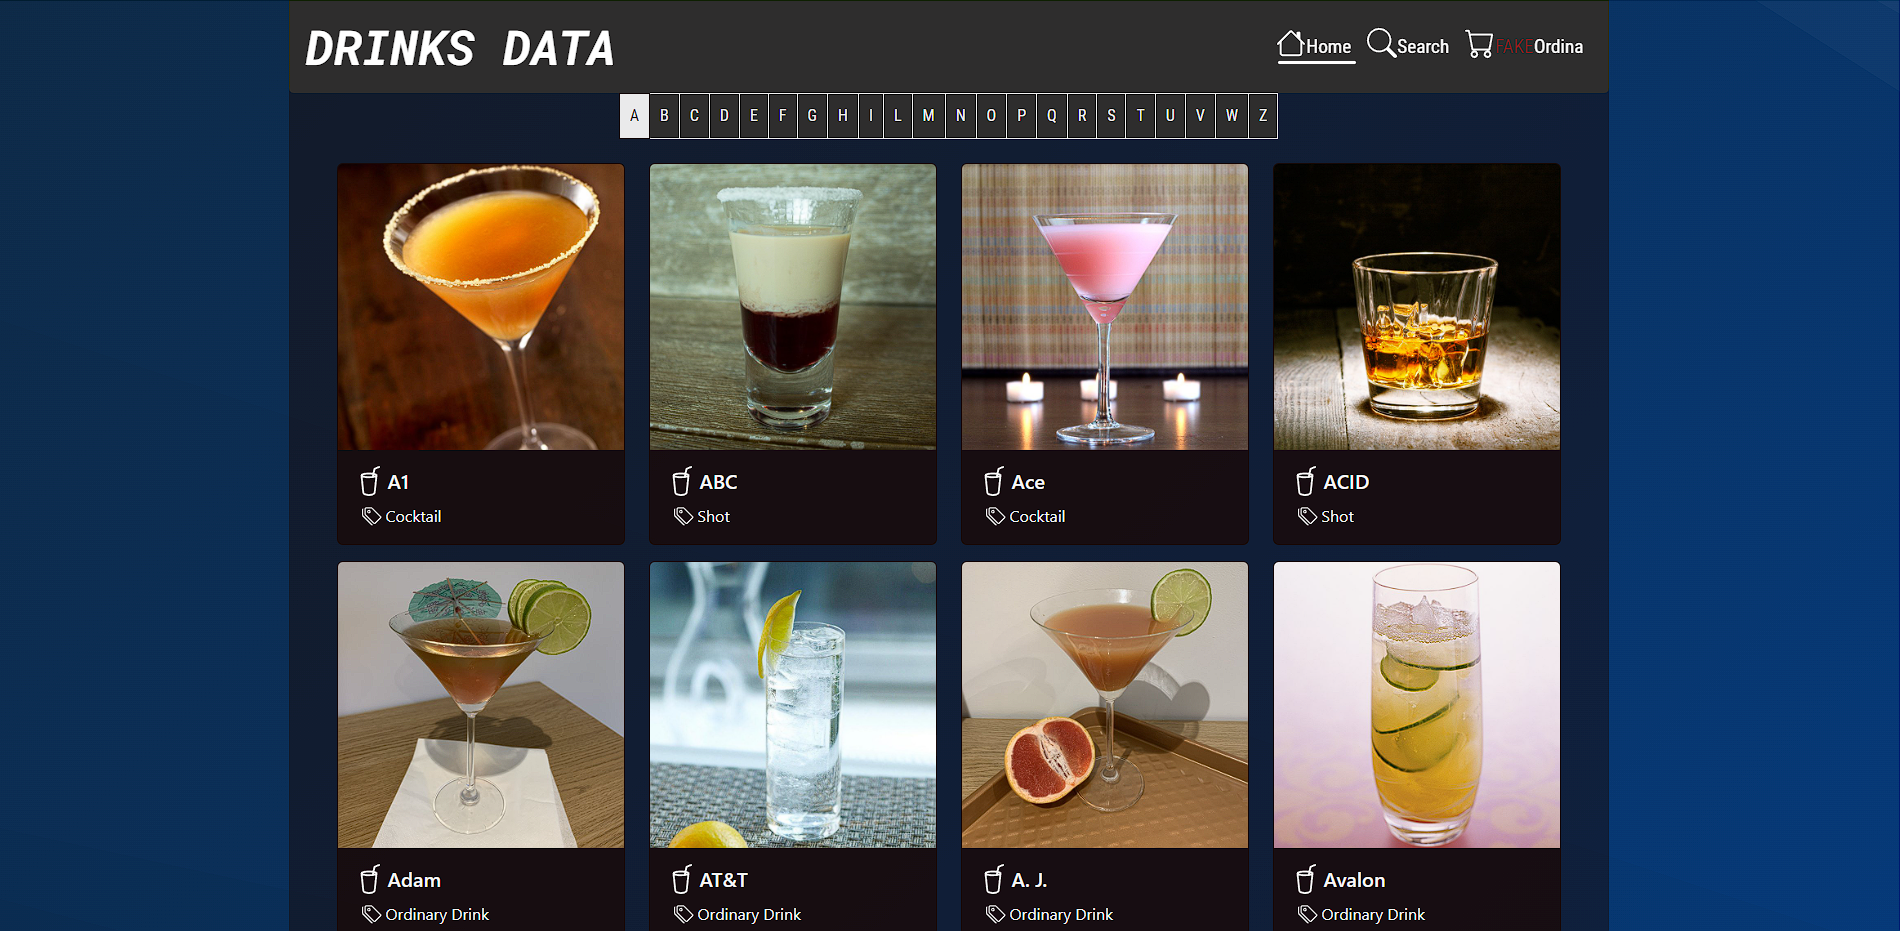 DRINKS DATA
Home Search FAKEOrdina
A B C D E F G H I L M N O P Q R S T U V W Z
A1 ABC Ace ACID
Cocktail Shot Cocktail Shot
Adam AT&T A. J. Avalon
Ordinary Drink Ordinary Drink Ordinary Drink Ordinary Drink